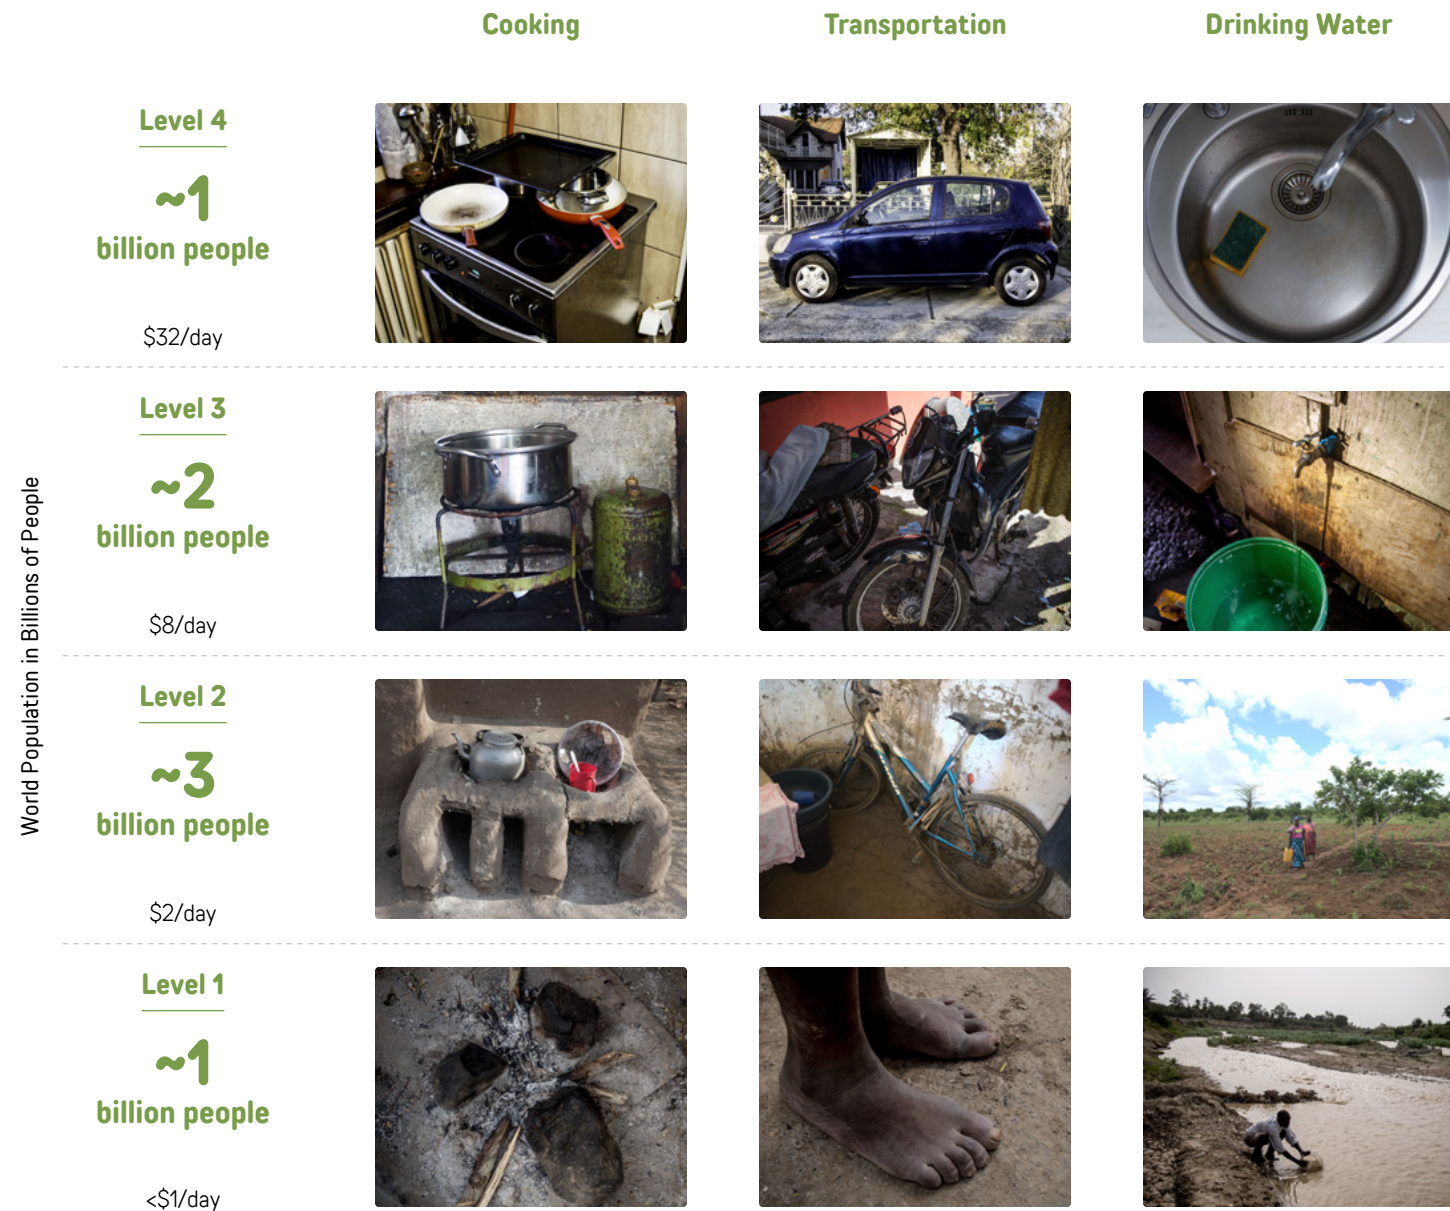 Cooking
Transportation
Drinking Water
World Population in Billions of People
Level 4
~1
billion people
$32/day
Level 3
~2
billion people
$8/day
Level 2
~3
billion people
$2/day
Level 1
~1
billion people
<$1/day